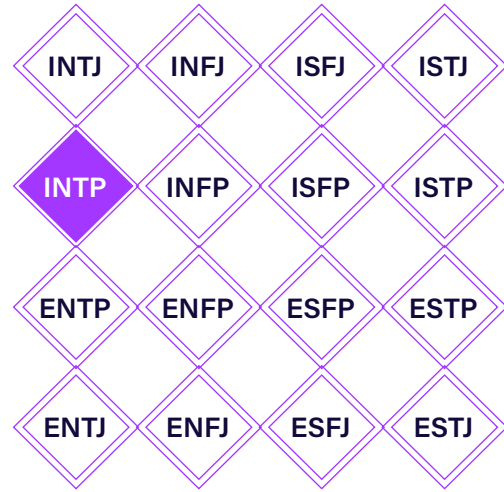 INTJ INFJ ISFJ ISTJ
INTP INFP ISFP ISTP
ENTP ENFP ESFP ESTP
ENTJ ENFJ ESFJ ESTJ